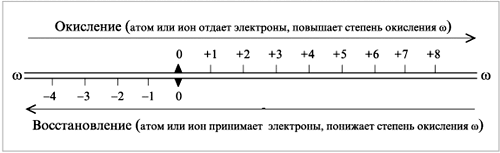 Окисление (атом или ион отдает электроны, повышает степень окисления ω)
0 +1 +2 +3 +4 +5 +6 +7 +8
ω ω
−4 −3 −2 −1 0
Восстановление (атом или ион принимает электроны, понижает степень окисления ω)